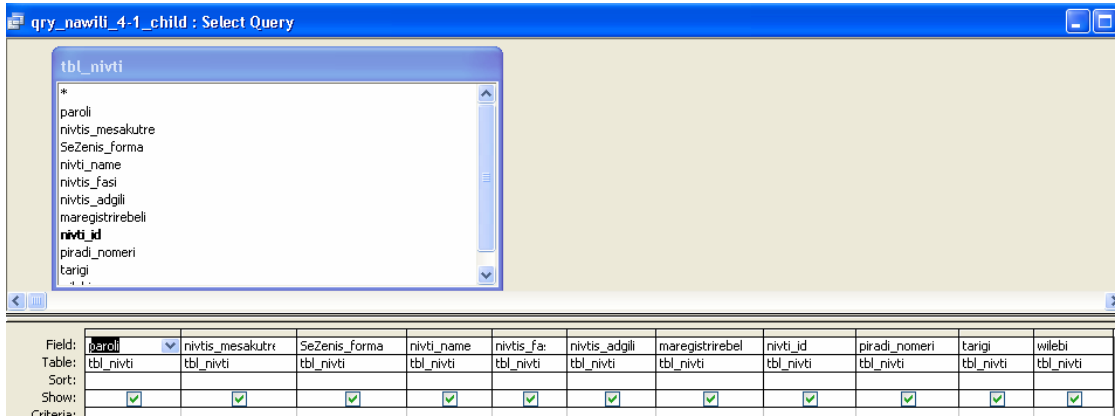 qry_nawili_4-1_child : Select Query
tbl_nivti
*
paroli
nivtis_mesakutre
SeZenis_forma
nivti_name
nivtis_fasi
nivtis_adgili
maregistrirebeli
nivti_id
piradi_nomeri
tarigi
Field: paroli nivtis_mesakutre SeZenis_forma nivti_name nivtis_fa: nivtis_adgili maregistrirebel nivti_id piradi_nomeri tarigi wilebi
Table: tbl_nivti tbl_nivti tbl_nivti tbl_nivti tbl_nivti tbl_nivti tbl_nivti tbl_nivti tbl_nivti tbl_nivti tbl_nivti
Sort:
Show:
Criteria: